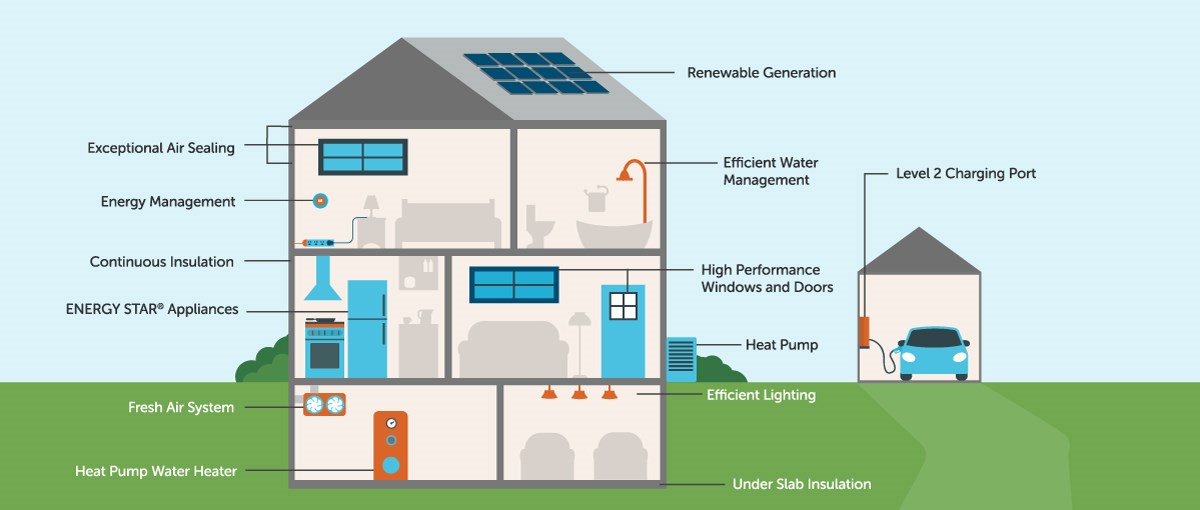 Renewable Generation
Exceptional Air Sealing
Efficient Water
Management
Level 2 Charging Port
Energy Management
Continuous Insulation
High Performance
Windows and Doors
ENERGY STAR® Appliances
Heat Pump
Efficient Lighting
Fresh Air System
Heat Pump Water Heater
Under Slab Insulation